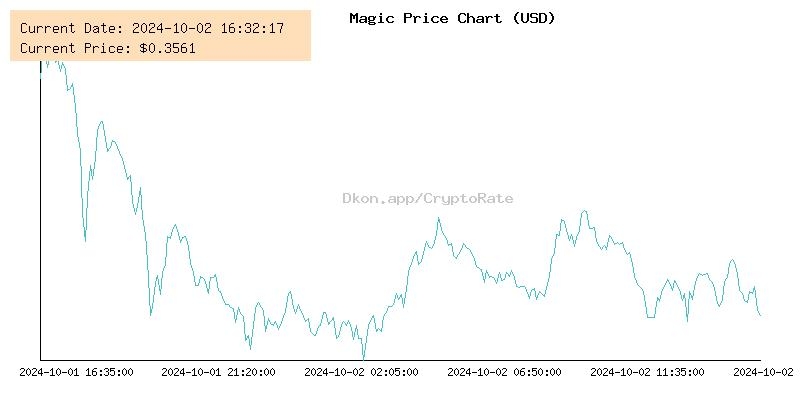 Magic Price Chart (USD)
Current Date: 2024-10-02 16:32:17
Current Price: $0.3561
Dkon.app/CryptoRate
2024-10-01 16:35:00 2024-10-01 21:20:00 2024-10-02 02:05:00 2024-10-02 06:50:00 2024-10-02 11:35:00 2024-10-02